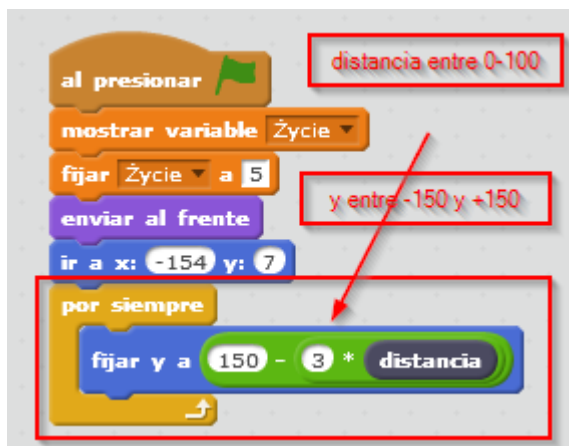 al presionar
distancia entre 0-100
mostrar variable Życie
fijar Życie a 5
y entre -150 y +150
enviar al frente
ir a x: -154 y: 7
por siempre
fijar y a 150 - 3 * distancia